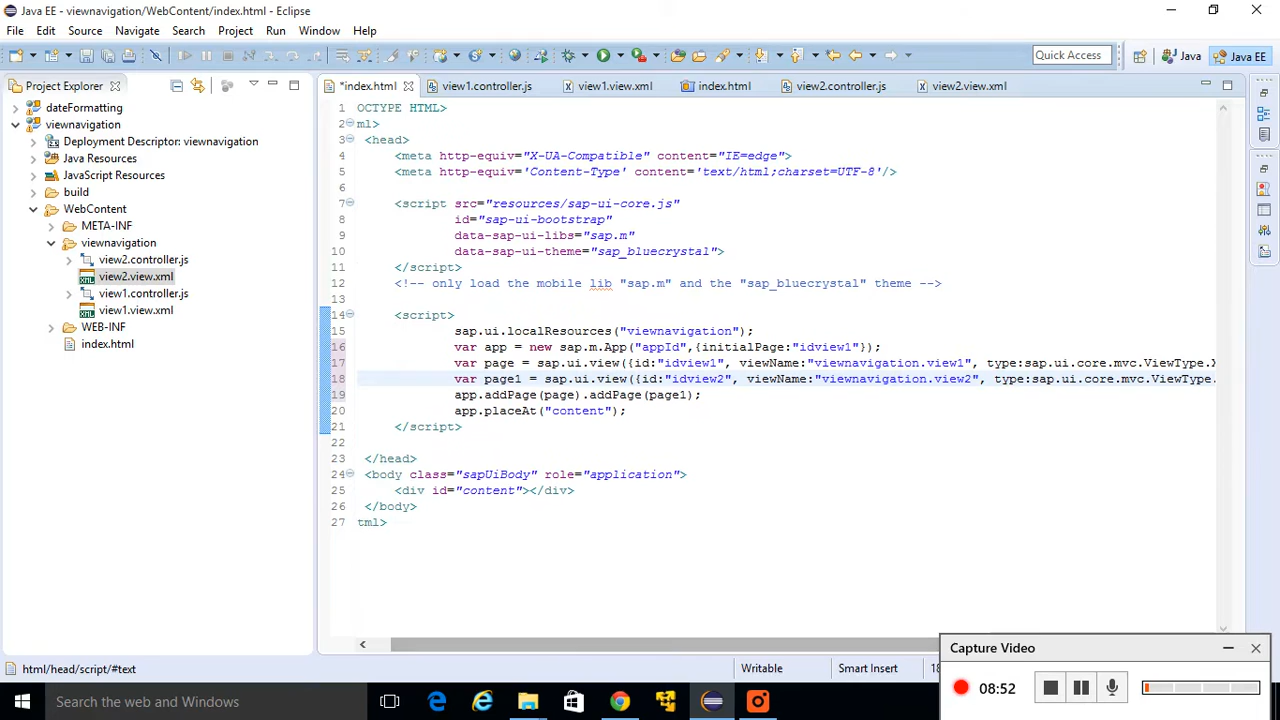 Java EE - viewnavigation/WebContent/index.html - Eclipse
File Edit Source Navigate Search Project Run Window Help
Quick Access Java Java EE
Project Explorer
*index.html view1.controller.js view1.view.xml index.html view2.controller.js view2.view.xml
dateFormatting
viewnavigation
Deployment Descriptor: viewnavigation
Java Resources
JavaScript Resources
build
WebContent
META-INF
viewnavigation
view2.controller.js
view2.view.xml
view1.controller.js
view1.view.xml
WEB-INF
index.html
1 OCTYPE HTML>
2 ml>
3 <head>
4 <meta http-equiv="X-UA-Compatible" content="IE=edge">
5 <meta http-equiv='Content-Type' content='text/html;charset=UTF-8'/>
6
7 <script src="resources/sap-ui-core.js"
8 id="sap-ui-bootstrap"
9 data-sap-ui-libs="sap.m"
10 data-sap-ui-theme="sap_bluecrystal">
11 </script>
12 <!-- only load the mobile lib "sap.m" and the "sap_bluecrystal" theme -->
13
14 <script>
15 sap.ui.localResources("viewnavigation");
16 var app = new sap.m.App("appId",{initialPage:"idview1"});
17 var page = sap.ui.view({id:"idview1", viewName:"viewnavigation.view1", type:sap.ui.core.mvc.ViewType.X
18 var page1 = sap.ui.view({id:"idview2", viewName:"viewnavigation.view2", type:sap.ui.core.mvc.ViewType.
19 app.addPage(page).addPage(page1);
20 app.placeAt("content");
21 </script>
22
23 </head>
24 <body class="sapUiBody" role="application">
25 <div id="content"></div>
26 </body>
27 tml>
html/head/script/#text Writable Smart Insert 18
Capture Video
08:52
Search the web and Windows